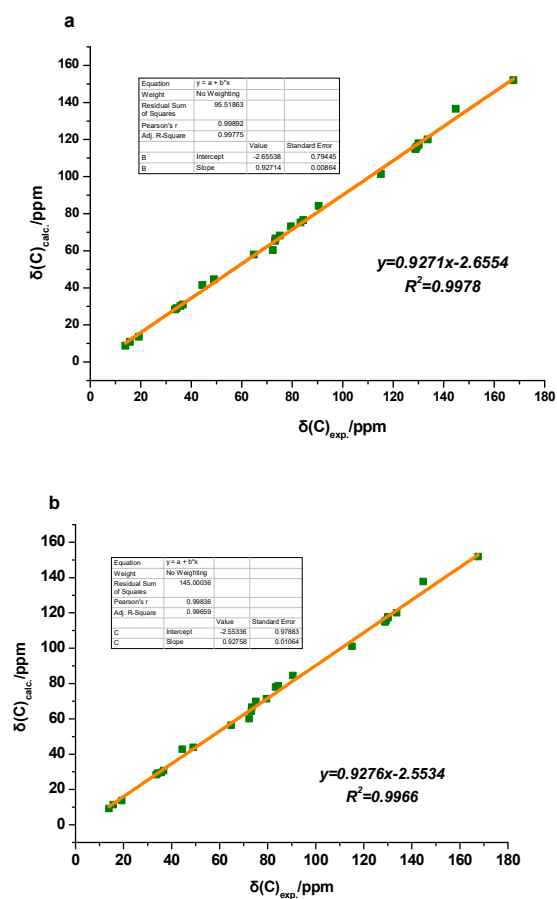 a
160
140
120
100
80
60
40
20
0
δ(C)calc./ppm
Equation y = a + b*x
Weight No Weighting
Residual Sum
of Squares 95.51863
Pearson's r 0.99892
Adj. R-Square 0.99775
Value Standard Error
B Intercept -2.65538 0.79445
B Slope 0.92714 0.00864
y=0.9271x-2.6554
R²=0.9978
0 20 40 60 80 100 120 140 160 180
δ(C)exp./ppm
b
160
140
120
100
80
60
40
20
0
δ(C)calc./ppm
Equation y = a + b*x
Weight No Weighting
Residual Sum
of Squares 145.00036
Pearson's r 0.99836
Adj. R-Square 0.99659
Value Standard Error
C Intercept -2.55336 0.97883
C Slope 0.92758 0.01064
y=0.9276x-2.5534
R²=0.9966
0 20 40 60 80 100 120 140 160 180
δ(C)exp./ppm